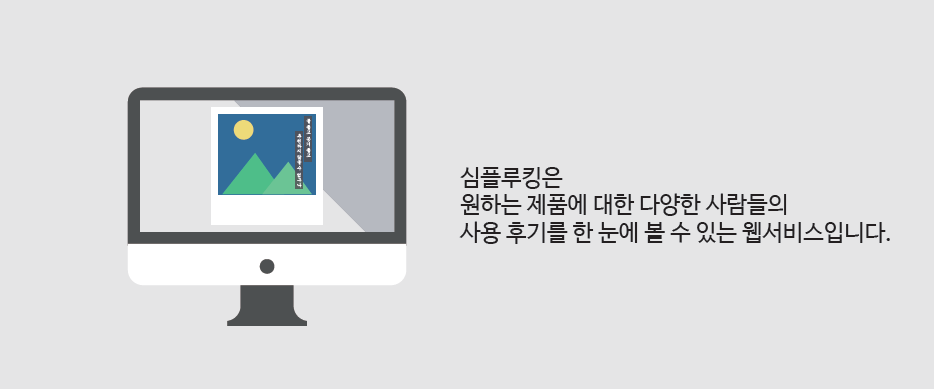 심플루킹은
원하는 제품에 대한 다양한 사람들의
사용 후기를 한 눈에 볼 수 있는 웹서비스입니다.